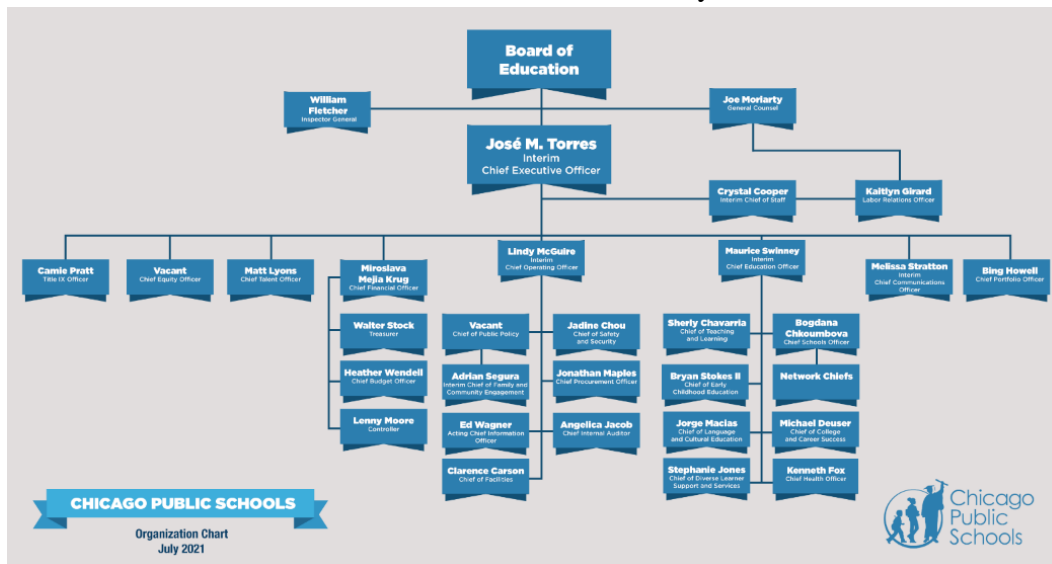 Board of
Education
William
Fletcher
Inspector General
Joe Moriarty
General Counsel
José M. Torres
Interim
Chief Executive Officer
Crystal Cooper
Interim Chief of Staff
Kaitlyn Girard
Labor Relations Officer
Camie Pratt
Title IX Officer
Vacant
Chief Equity Officer
Matt Lyons
Chief Talent Officer
Miroslava
Mejia Krug
Chief Financial Officer
Lindy McGuire
Interim
Chief Operating Officer
Maurice Swinney
Interim
Chief Education Officer
Melissa Stratton
Interim
Chief Communications
Officer
Bing Howell
Chief Portfolio Officer
Walter Stock
Treasurer
Heather Wendell
Chief Budget Officer
Lenny Moore
Controller
Vacant
Chief of Public Policy
Jadine Chou
Chief of Safety
and Security
Adrian Segura
Interim Chief of Family and
Community Engagement
Jonathan Maples
Chief Procurement Officer
Ed Wagner
Acting Chief Information
Officer
Angelica Jacob
Chief Internal Auditor
Clarence Carson
Chief of Facilities
Sherly Chavarria
Chief of Teaching
and Learning
Bogdana
Chkoumbova
Chief Schools Officer
Bryan Stokes II
Chief of Early
Childhood Education
Network Chiefs
Jorge Macias
Chief of Language
and Cultural Education
Michael Deuser
Chief of College
and Career Success
Stephanie Jones
Chief of Diverse Learner
Support and Services
Kenneth Fox
Chief Health Officer
CHICAGO PUBLIC SCHOOLS
Organization Chart
July 2021
Chicago
Public
Schools